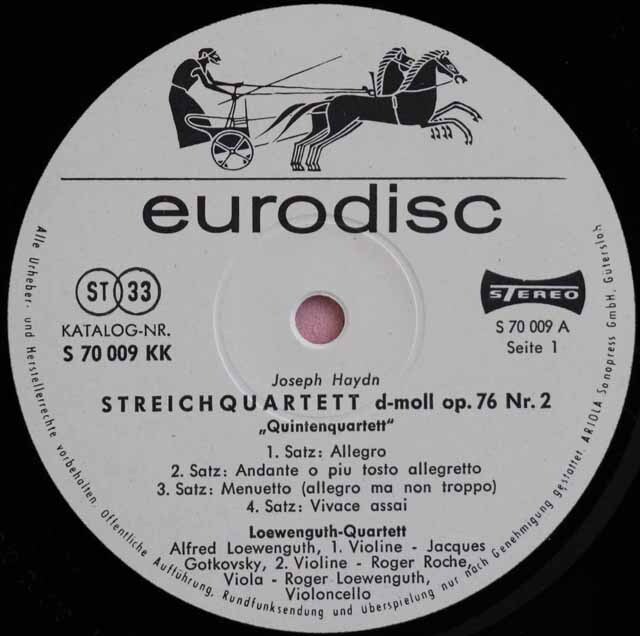 eurodisc
ST 33
KATALOG-NR.
S 70 009 KK
STEREO
S 70 009 A
Seite 1
Joseph Haydn
STREICHQUARTETT d-moll op. 76 Nr. 2
„Quintenquartett“
1. Satz: Allegro
2. Satz: Andante o piu tosto allegretto
3. Satz: Menuetto (allegro ma non troppo)
4. Satz: Vivace assai
Loewenguth-Quartett
Alfred Loewenguth, 1. Violine - Jacques
Gotkovsky, 2. Violine - Roger Roche,
Viola - Roger Loewenguth,
Violoncello
Alle Urheber- und Herstellerrechte vorbehalten. Öffentliche Aufführung, Rundfunksendung und Überspielung nur nach Genehmigung gestattet. ARIOLA Sonopress GmbH, Gütersloh